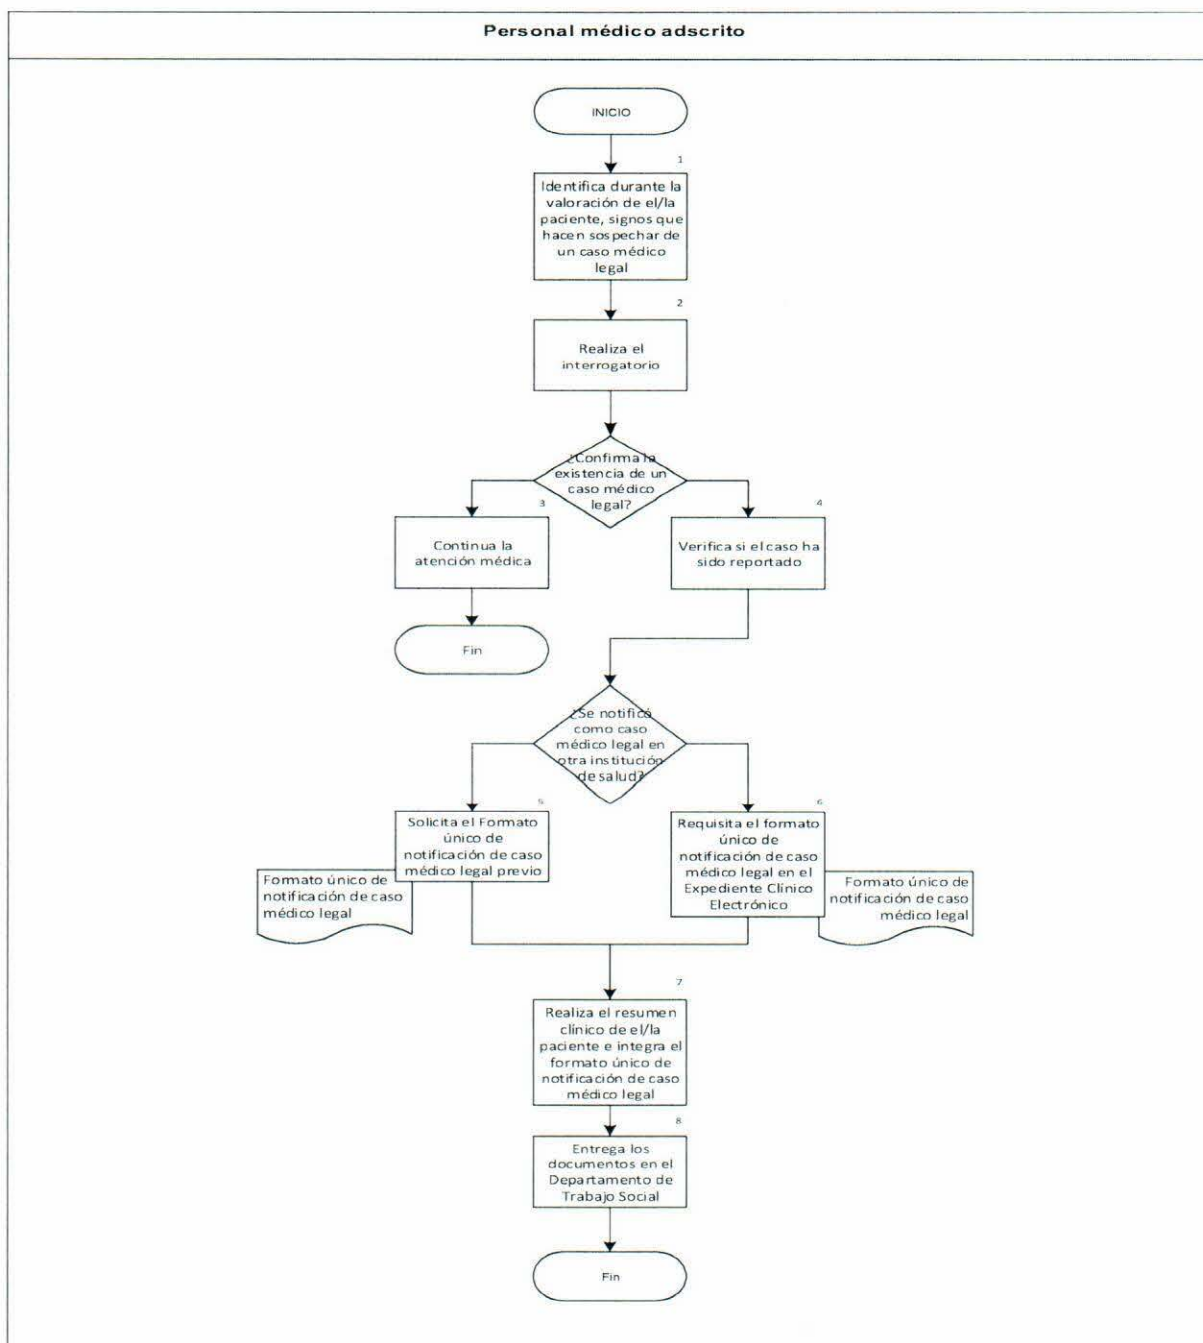 Personal médico adscrito
INICIO
1
Identifica durante la
valoración de el/la
paciente, signos que
hacen sospechar de
un caso médico
legal
2
Realiza el
interrogatorio
¿Confirma la
existencia de un
caso médico
legal?
3
Continua la
atención médica
Fin
4
Verifica si el caso ha
sido reportado
¿Se notificó
como caso
médico legal en
otra institución
de salud?
5
Solicita el Formato
único de
notificación de caso
médico legal previo
Formato único de
notificación de caso
médico legal
6
Requisita el formato
único de
notificación de caso
médico legal en el
Expediente Clínico
Electrónico
Formato único de
notificación de caso
médico legal
7
Realiza el resumen
clínico de el/la
paciente e integra el
formato único de
notificación de caso
médico legal
8
Entrega los
documentos en el
Departamento de
Trabajo Social
Fin